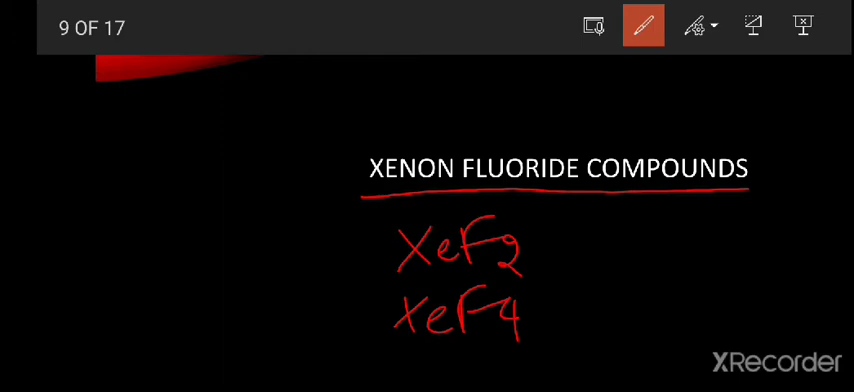 9 OF 17
XENON FLUORIDE COMPOUNDS
XeF2
XeF4
XRecorder